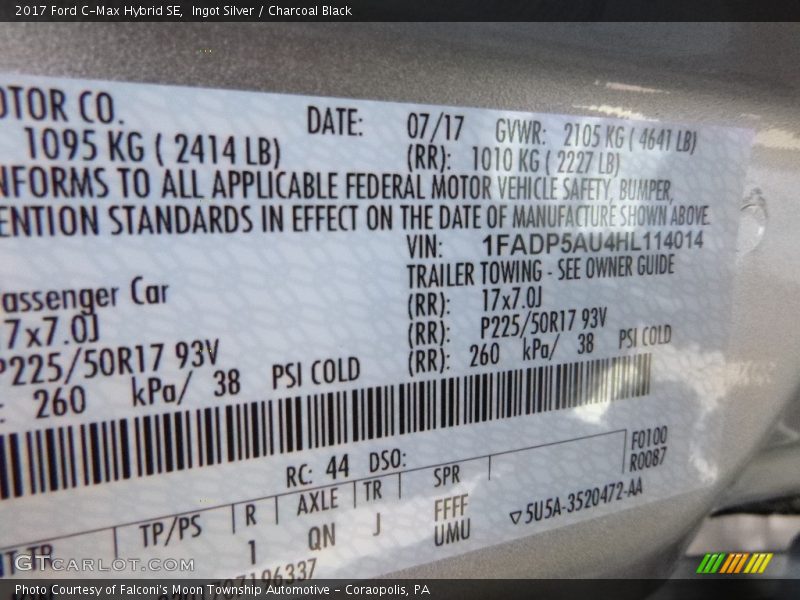 2017 Ford C-Max Hybrid SE, Ingot Silver / Charcoal Black
OTOR CO. DATE: 07/17 GVWR: 2105 KG ( 4641 LB)
1095 KG ( 2414 LB) (RR): 1010 KG ( 2227 LB)
NFORMS TO ALL APPLICABLE FEDERAL MOTOR VEHICLE SAFETY, BUMPER,
ENTION STANDARDS IN EFFECT ON THE DATE OF MANUFACTURE SHOWN ABOVE.
VIN: 1FADP5AU4HL114014
TRAILER TOWING - SEE OWNER GUIDE
assenger Car (RR): 17x7.0J
7x7.0J (RR): P225/50R17 93V
P225/50R17 93V (RR): 260 kPa/ 38 PSI COLD
: 260 kPa/ 38 PSI COLD
RC: 44 DSO: F0100
R0087
TP/PS R AXLE TR SPR
1 QN J FFFF
UMU
▽5U5A-3520472-AA
INT TR
GTCARLOT.COM
Photo Courtesy of Falconi's Moon Township Automotive - Coraopolis, PA